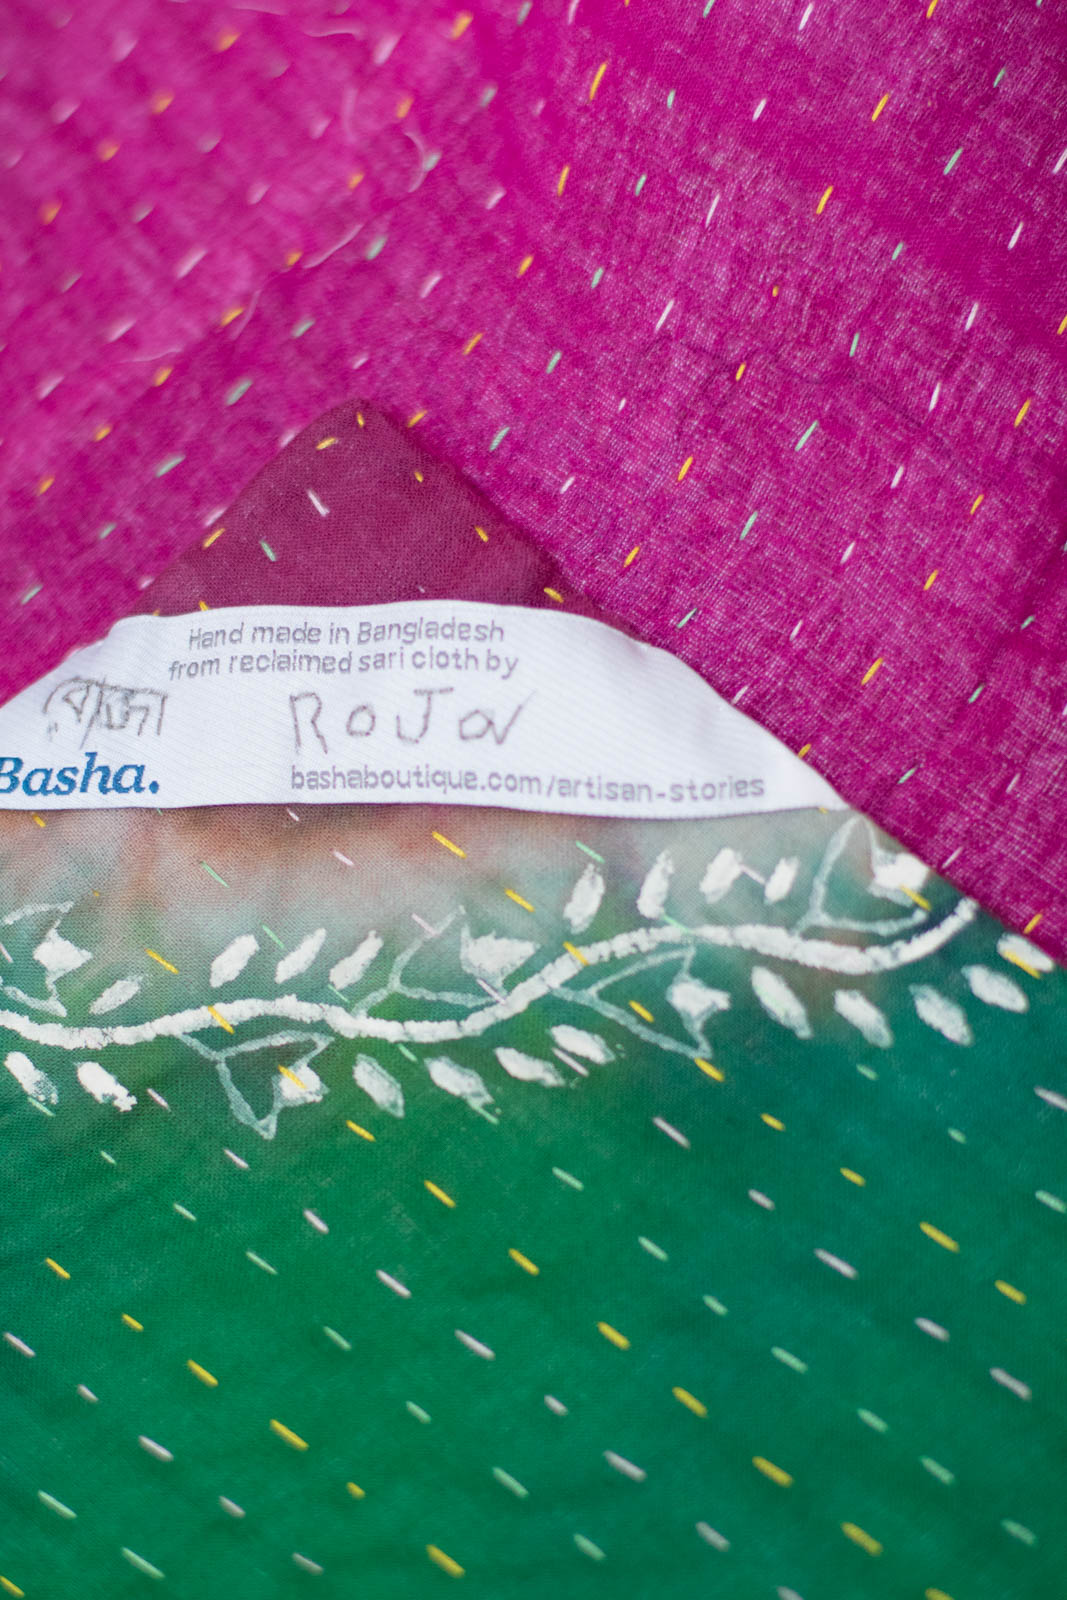 Hand made in Bangladesh
from reclaimed sari cloth by
রোজা ROJA
Basha.
bashaboutique.com/artisan-stories